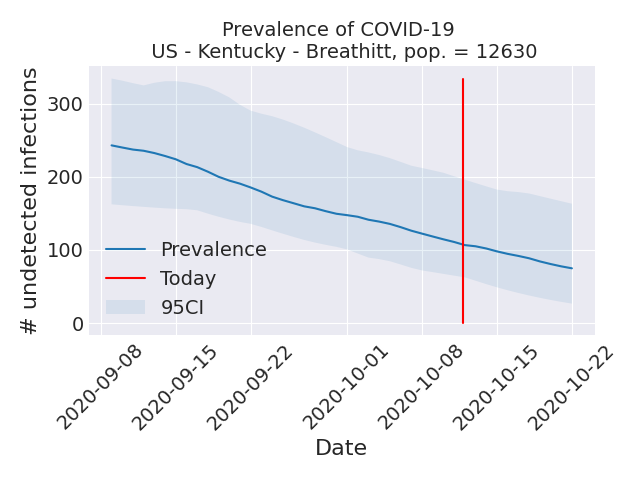 Prevalence of COVID-19
US - Kentucky - Breathitt, pop. = 12630
# undetected infections
300
200
100
0
Prevalence
Today
95CI
2020-09-08
2020-09-15
2020-09-22
2020-10-01
2020-10-08
2020-10-15
2020-10-22
Date